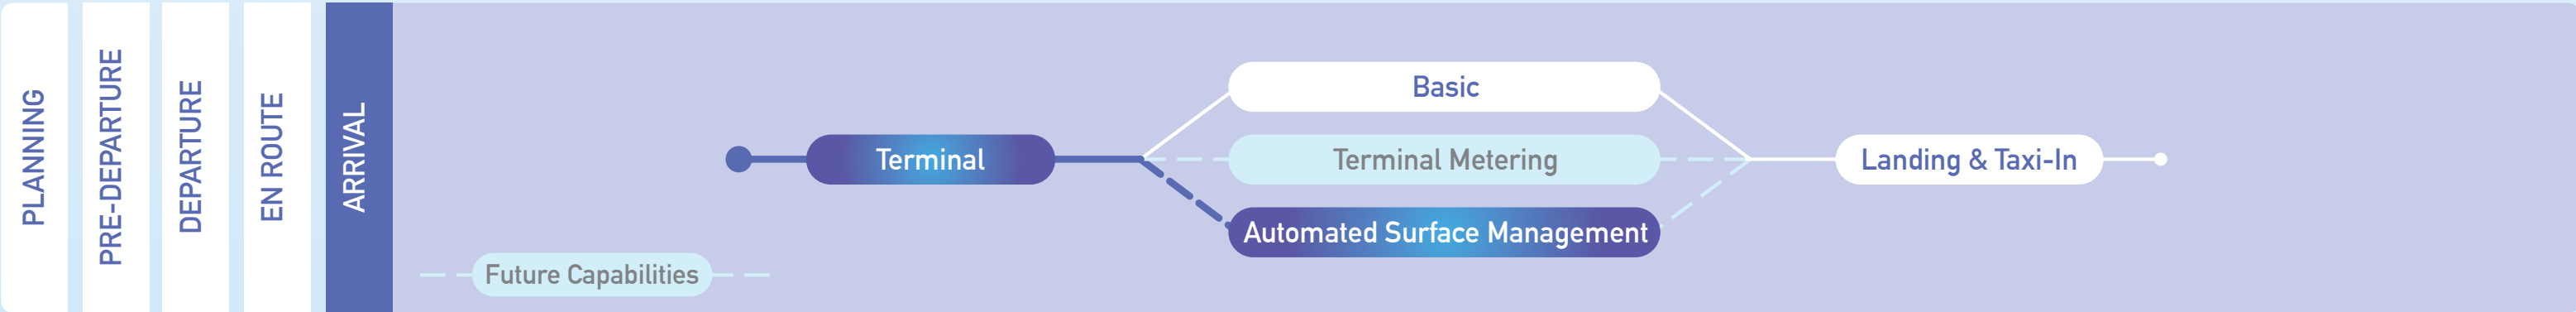 PLANNING
PRE-DEPARTURE
DEPARTURE
EN ROUTE
ARRIVAL
Terminal
Basic
Terminal Metering
Automated Surface Management
Landing & Taxi-In
Future Capabilities